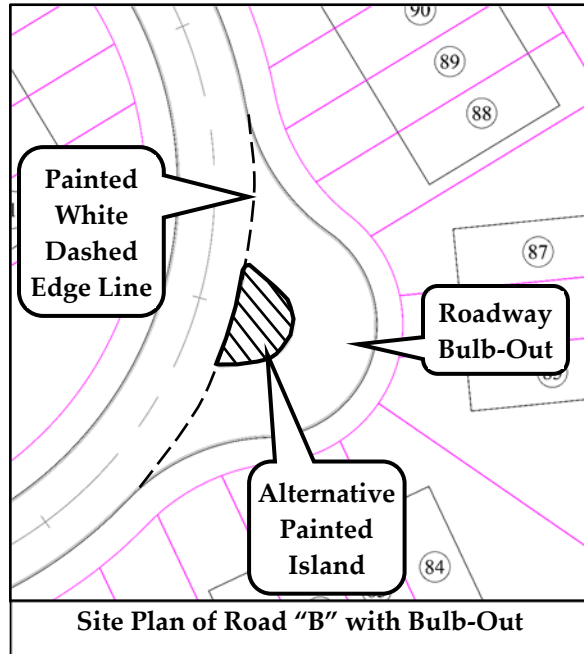 90
89
88
Painted
White
Dashed
Edge Line
87
Roadway
Bulb-Out
Alternative
Painted
Island
84
Site Plan of Road “B” with Bulb-Out